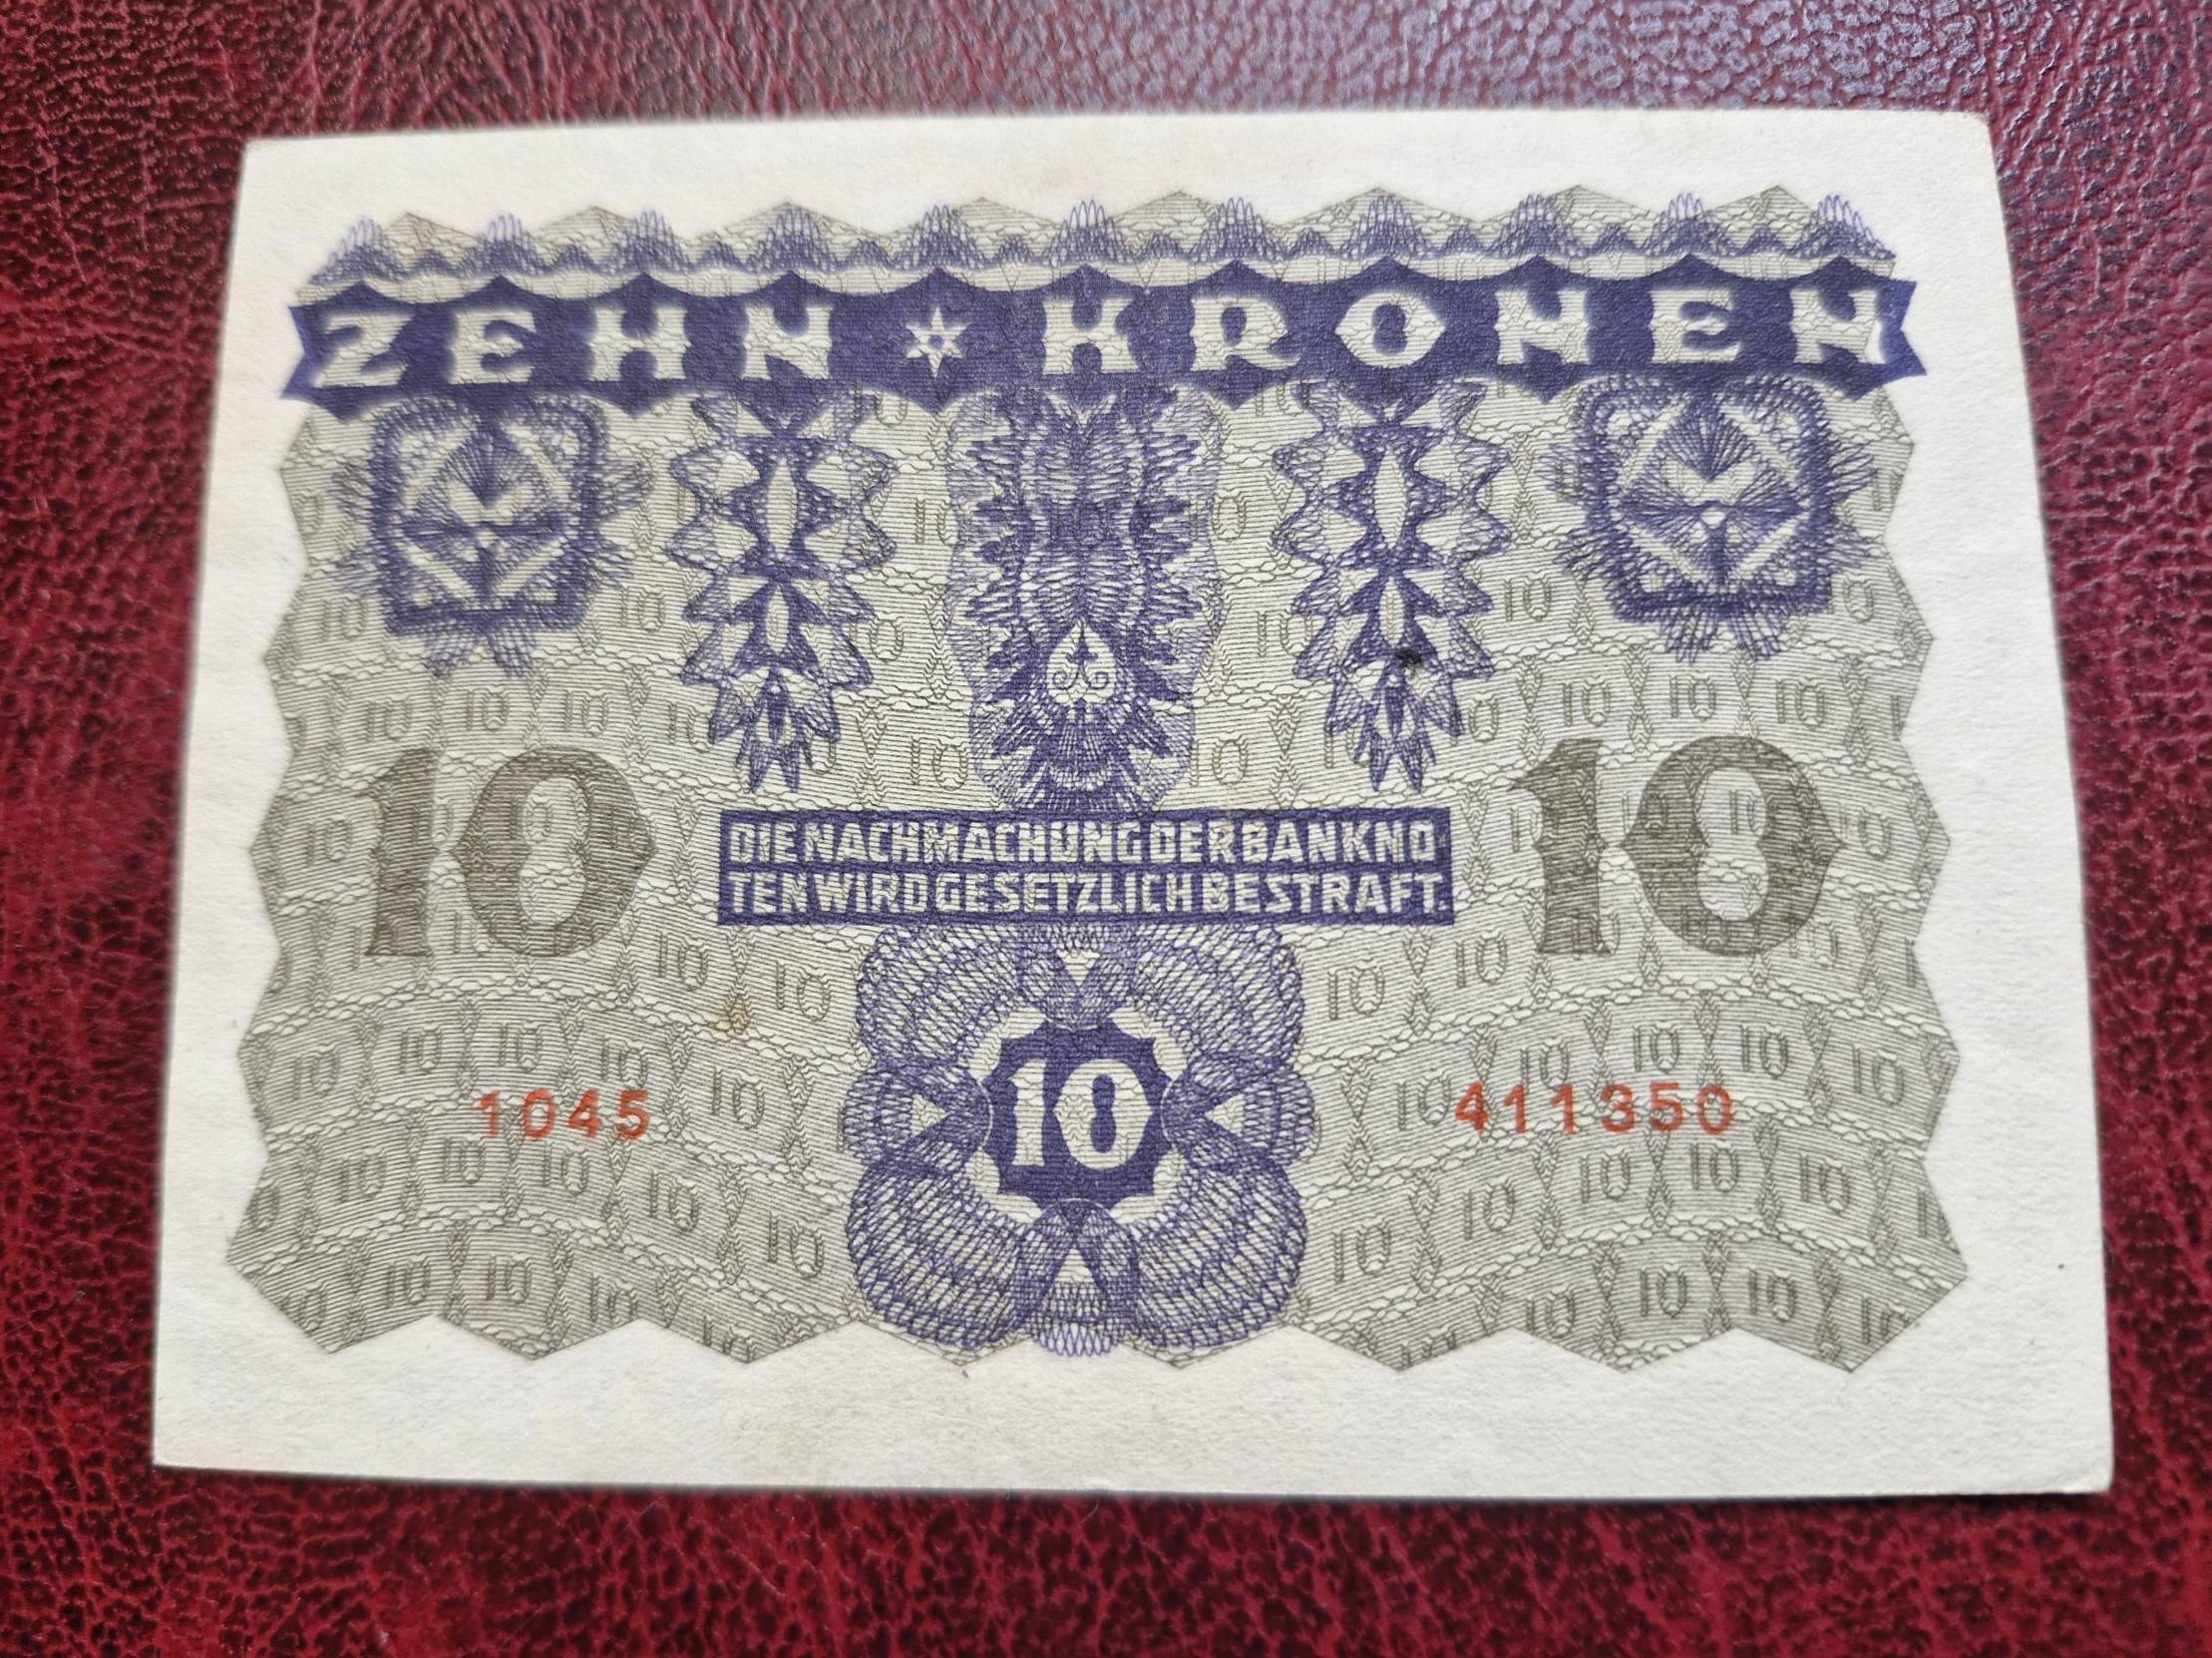 ZEHN * KRONEN
10 10
DIE NACHMACHUNG DER BANKNO
TEN WIRD GESETZLICH BESTRAFT.
10
1045 411350